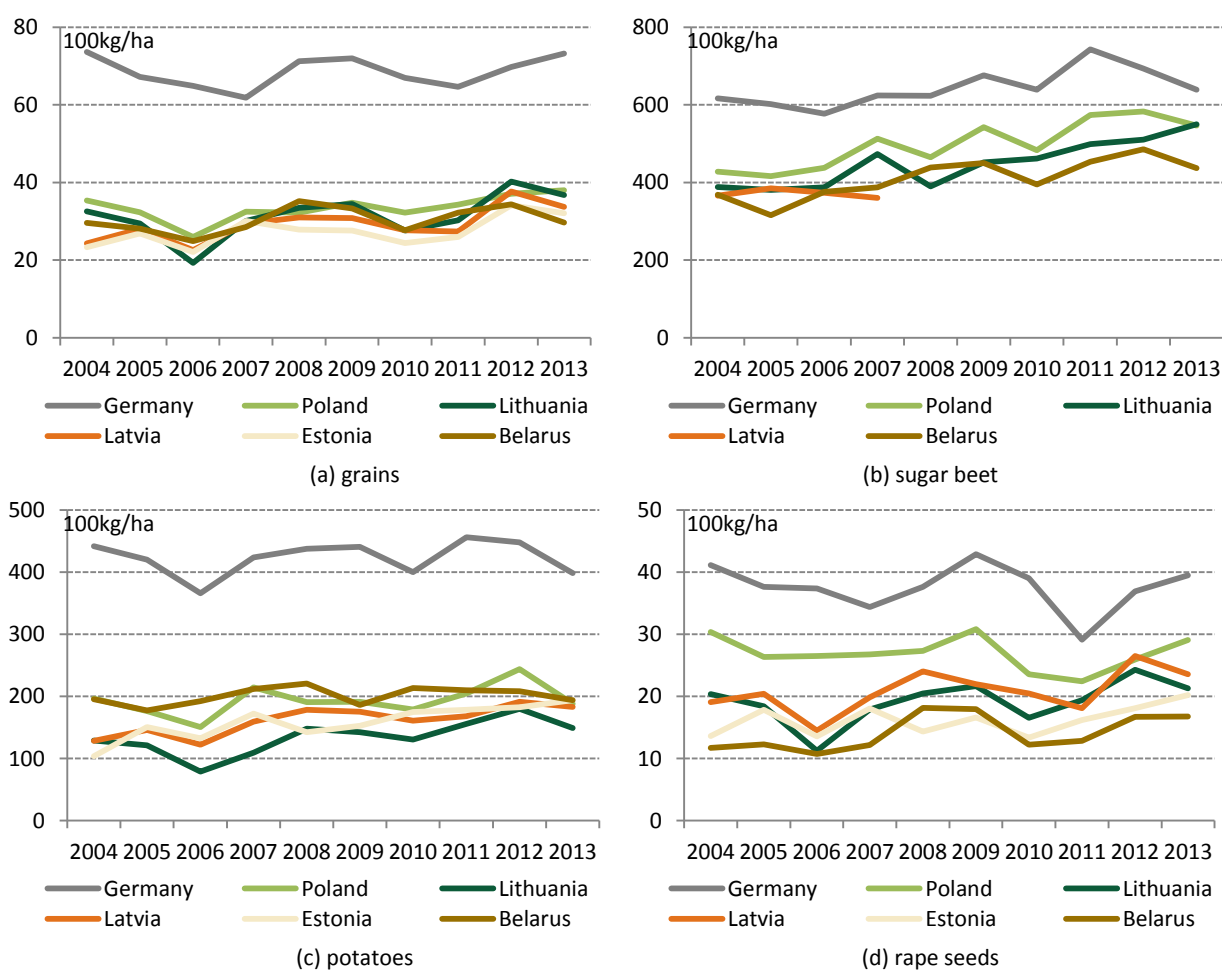 80
100kg/ha
60
40
20
0
2004 2005 2006 2007 2008 2009 2010 2011 2012 2013
Germany Poland Lithuania
Latvia Estonia Belarus
(a) grains
800
100kg/ha
600
400
200
0
2004 2005 2006 2007 2008 2009 2010 2011 2012 2013
Germany Poland Lithuania
Latvia Belarus
(b) sugar beet
500
100kg/ha
400
300
200
100
0
2004 2005 2006 2007 2008 2009 2010 2011 2012 2013
Germany Poland Lithuania
Latvia Estonia Belarus
(c) potatoes
50
100kg/ha
40
30
20
10
0
2004 2005 2006 2007 2008 2009 2010 2011 2012 2013
Germany Poland Lithuania
Latvia Estonia Belarus
(d) rape seeds